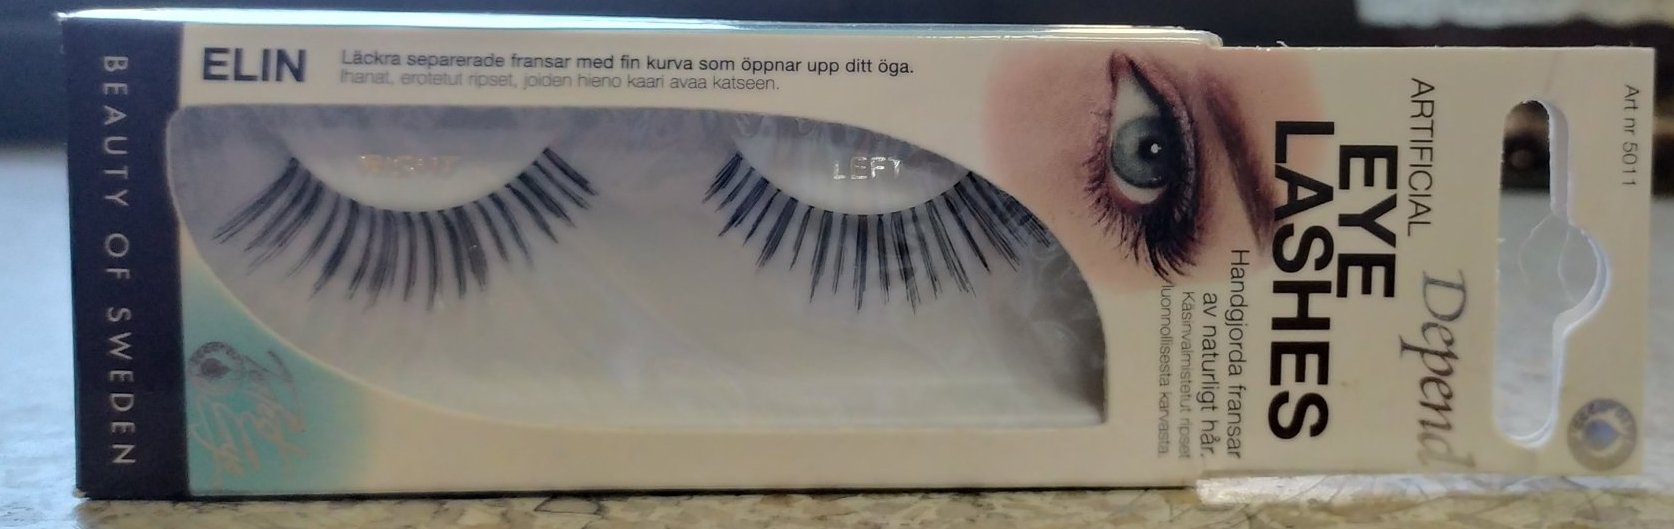 BEAUTY OF SWEDEN
ELIN
Läckra separerade fransar med fin kurva som öppnar upp ditt öga.
Ihanat, erotetut ripset, joiden hieno kaari avaa katseen.
RIGHT
LEFT
Art nr 5011
Depend
ARTIFICIAL
EYE
LASHES
Handgjorda fransar
av naturligt hår.
Käsinvalmistetut ripset
luonnollisesta karvasta.